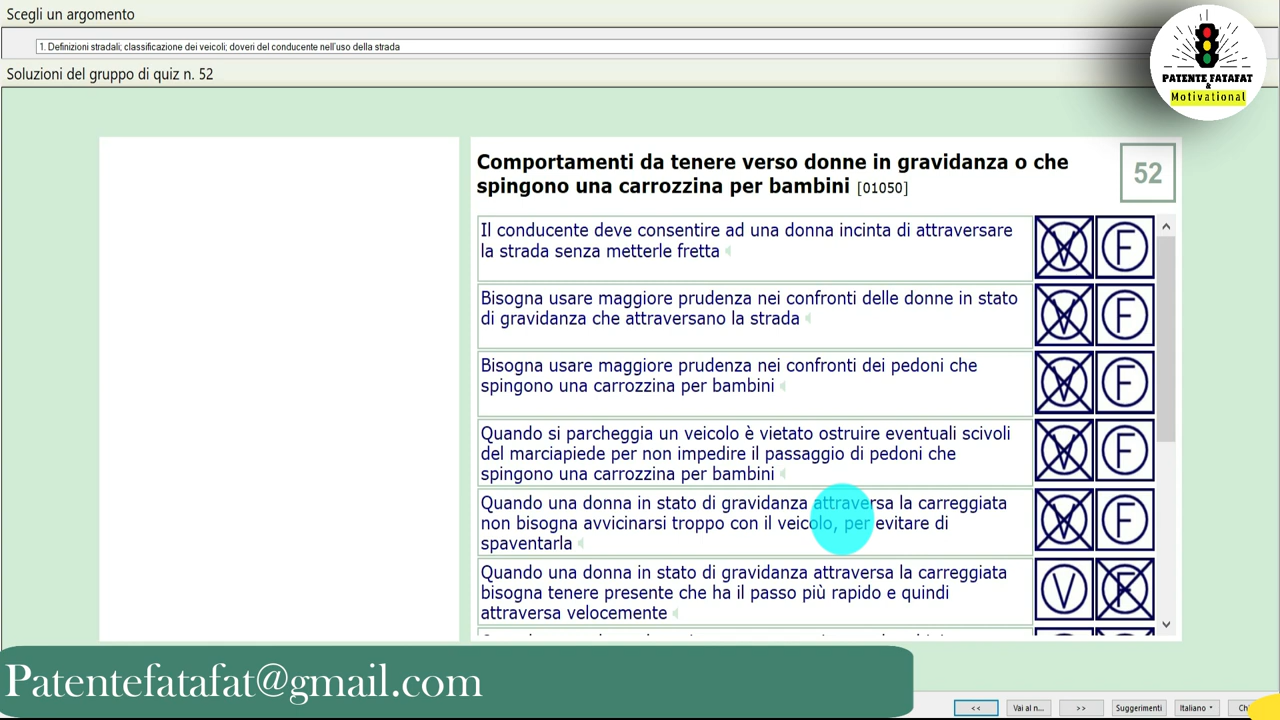 Scegli un argomento
1. Definizioni stradali; classificazione dei veicoli; doveri del conducente nell'uso della strada
Soluzioni del gruppo di quiz n. 52
PATENTE FATAFAT
&
Motivational
Comportamenti da tenere verso donne in gravidanza o che
spingono una carrozzina per bambini [01050]
52
Il conducente deve consentire ad una donna incinta di attraversare
la strada senza metterle fretta
V F
Bisogna usare maggiore prudenza nei confronti delle donne in stato
di gravidanza che attraversano la strada
V F
Bisogna usare maggiore prudenza nei confronti dei pedoni che
spingono una carrozzina per bambini
V F
Quando si parcheggia un veicolo è vietato ostruire eventuali scivoli
del marciapiede per non impedire il passaggio di pedoni che
spingono una carrozzina per bambini
V F
Quando una donna in stato di gravidanza attraversa la carreggiata
non bisogna avvicinarsi troppo con il veicolo, per evitare di
spaventarla
V F
Quando una donna in stato di gravidanza attraversa la carreggiata
bisogna tenere presente che ha il passo più rapido e quindi
attraversa velocemente
V F
Patentefatafat@gmail.com
<< Vai al n... >> Suggerimenti Italiano